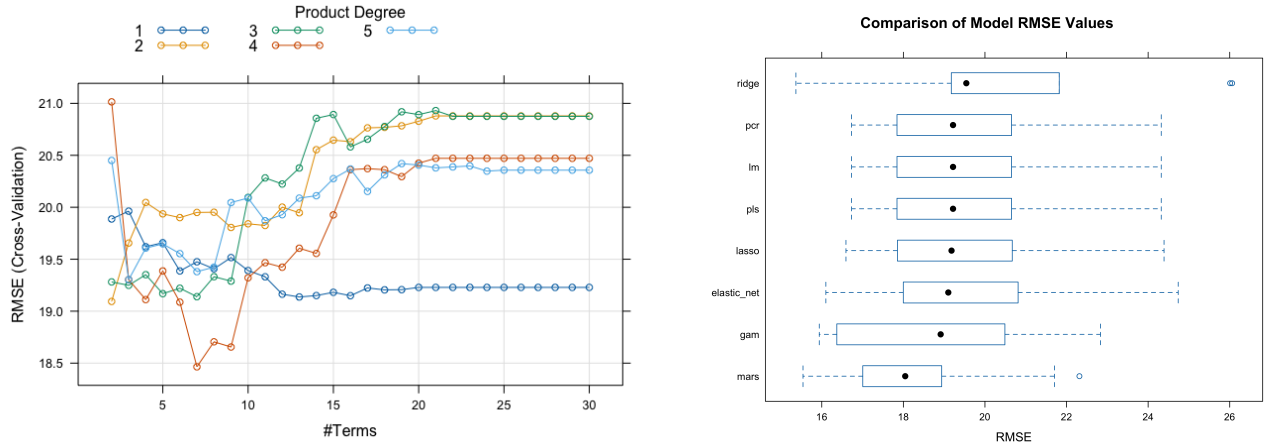 Product Degree
1 3 5
2 4
RMSE (Cross-Validation)
21.0
20.5
20.0
19.5
19.0
18.5
5 10 15 20 25 30
#Terms
Comparison of Model RMSE Values
ridge
pcr
lm
pls
lasso
elastic_net
gam
mars
16 18 20 22 24 26
RMSE